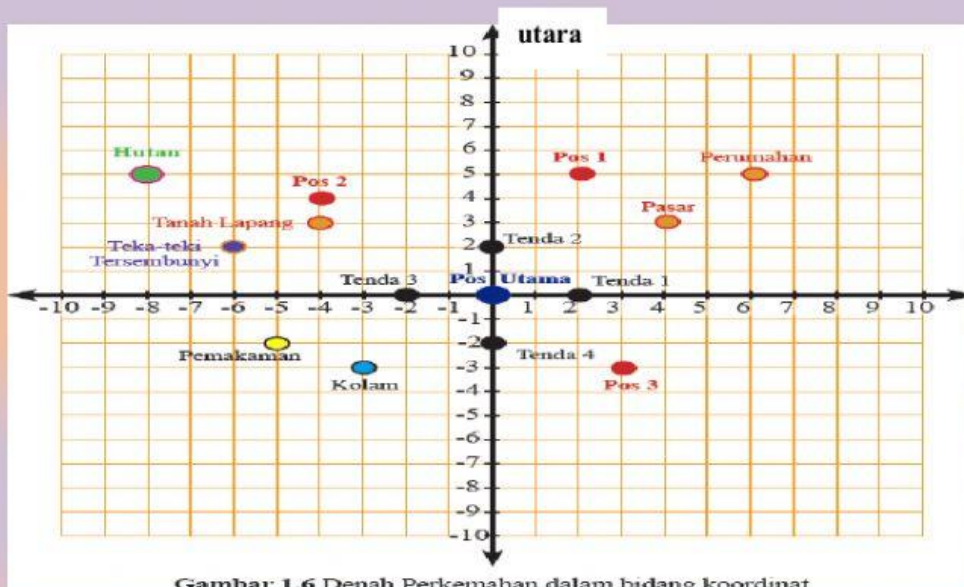 utara
10
9
8
7
6
5
4
3
2
1
Hutan
Pos 1
Perumahan
Pos 2
Pasar
Tanah Lapang
Teka-teki
Tersembunyi
Tenda 2
Tenda 3
Pos Utama
Tenda 1
-10 -9 -8 -7 -6 -5 -4 -3 -2 -1 1 2 3 4 5 6 7 8 9 10
-1
-2
-3
-4
-5
-6
-7
-8
-9
-10
Pemakaman
Tenda 4
Kolam
Pos 3
Gambar 1.6 Denah Perkemahan dalam bidang koordinat